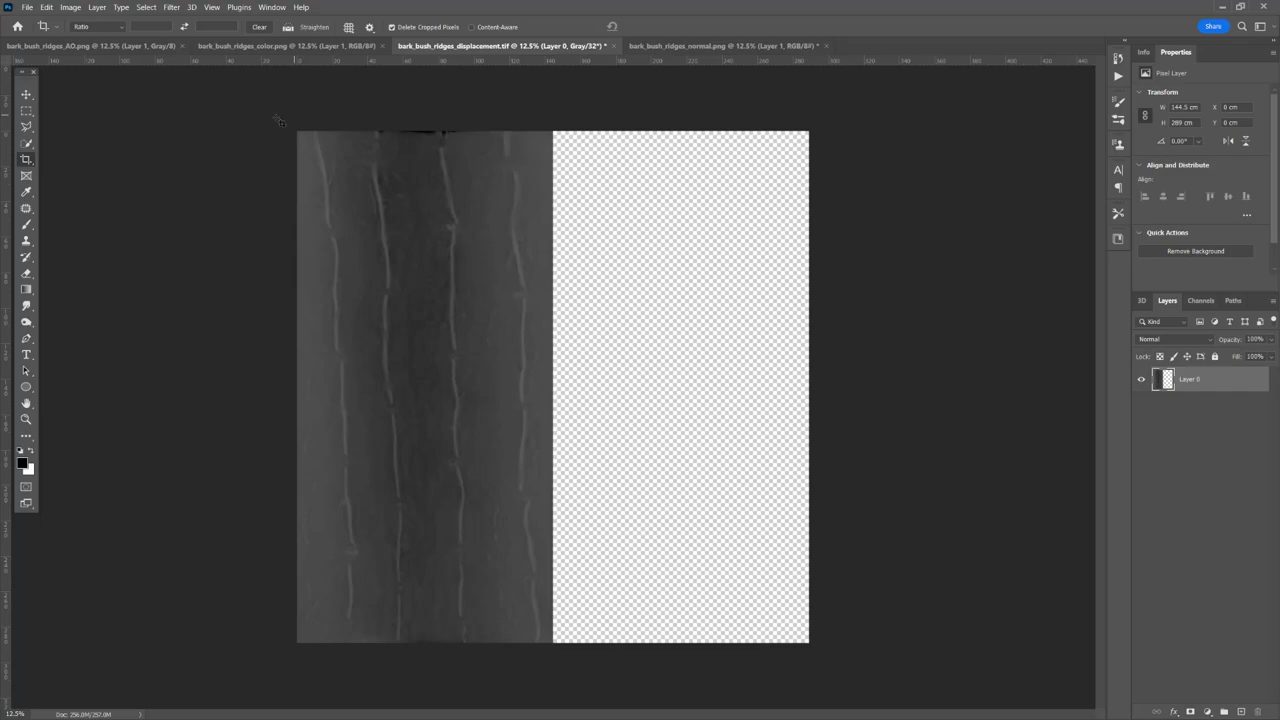 File Edit Image Layer Type Select Filter 3D View Plugins Window Help
Ratio Clear Straighten Delete Cropped Pixels Content-Aware Share
bark_bush_ridges_AO.png @ 12.5% (Layer 1, Gray/8) × bark_bush_ridges_color.png @ 12.5% (Layer 1, RGB/8#) × bark_bush_ridges_displacement.tif @ 12.5% (Layer 0, Gray/32*) * × bark_bush_ridges_normal.png @ 12.5% (Layer 1, RGB/8#) * ×
Info Properties
Pixel Layer
Transform
W 144.5 cm X 0 cm
H 289 cm Y 0 cm
0.00°
Align and Distribute
Align:
Quick Actions
Remove Background
3D Layers Channels Paths
Kind
Normal Opacity: 100%
Lock: Fill: 100%
Layer 0
12.5% Doc: 256.0M/257.0M